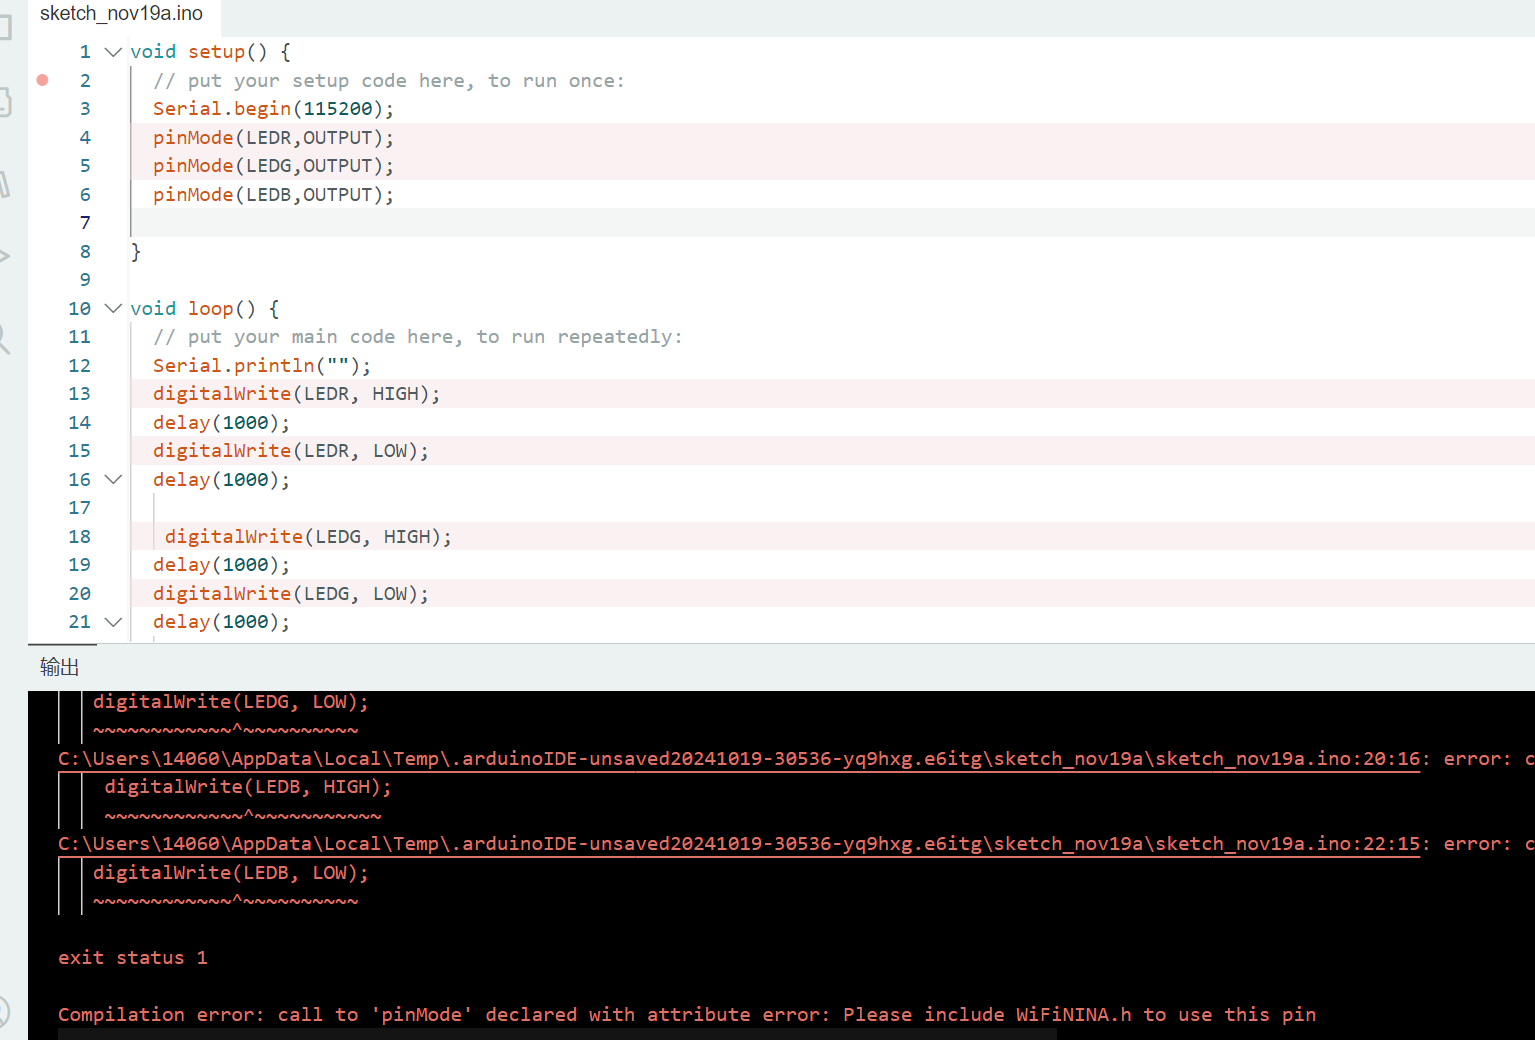 sketch_nov19a.ino
1 void setup() {
2 // put your setup code here, to run once:
3 Serial.begin(115200);
4 pinMode(LEDR,OUTPUT);
5 pinMode(LEDG,OUTPUT);
6 pinMode(LEDB,OUTPUT);
7
8 }
9
10 void loop() {
11 // put your main code here, to run repeatedly:
12 Serial.println("");
13 digitalWrite(LEDR, HIGH);
14 delay(1000);
15 digitalWrite(LEDR, LOW);
16 delay(1000);
17
18 digitalWrite(LEDG, HIGH);
19 delay(1000);
20 digitalWrite(LEDG, LOW);
21 delay(1000);
输出
digitalWrite(LEDG, LOW);
~~~~~~~~~~~~^~~~~~~~~~~
C:\Users\14060\AppData\Local\Temp\.arduinoIDE-unsaved20241019-30536-yq9hxg.e6itg\sketch_nov19a\sketch_nov19a.ino:20:16: error: c
digitalWrite(LEDB, HIGH);
~~~~~~~~~~~~^~~~~~~~~~~~
C:\Users\14060\AppData\Local\Temp\.arduinoIDE-unsaved20241019-30536-yq9hxg.e6itg\sketch_nov19a\sketch_nov19a.ino:22:15: error: c
digitalWrite(LEDB, LOW);
~~~~~~~~~~~~^~~~~~~~~~~
exit status 1
Compilation error: call to 'pinMode' declared with attribute error: Please include WiFiNINA.h to use this pin